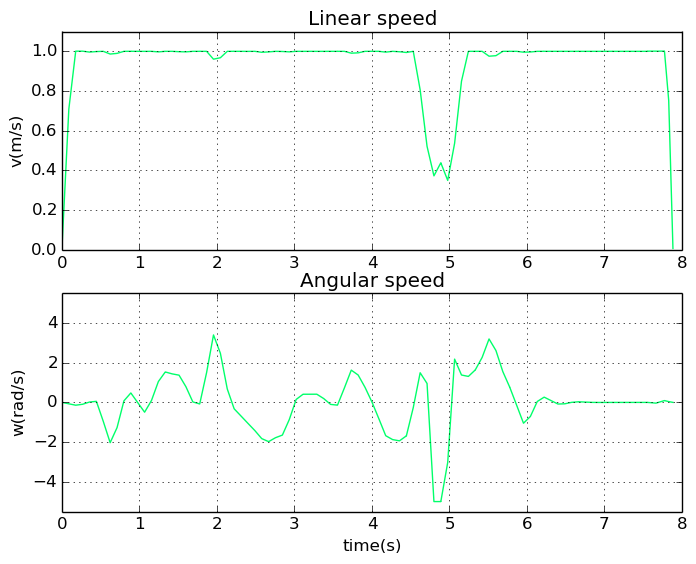 Linear speed
1.0
0.8
0.6
0.4
0.2
0.0
v(m/s)
0 1 2 3 4 5 6 7 8
Angular speed
4
2
0
−2
−4
w(rad/s)
0 1 2 3 4 5 6 7 8
time(s)